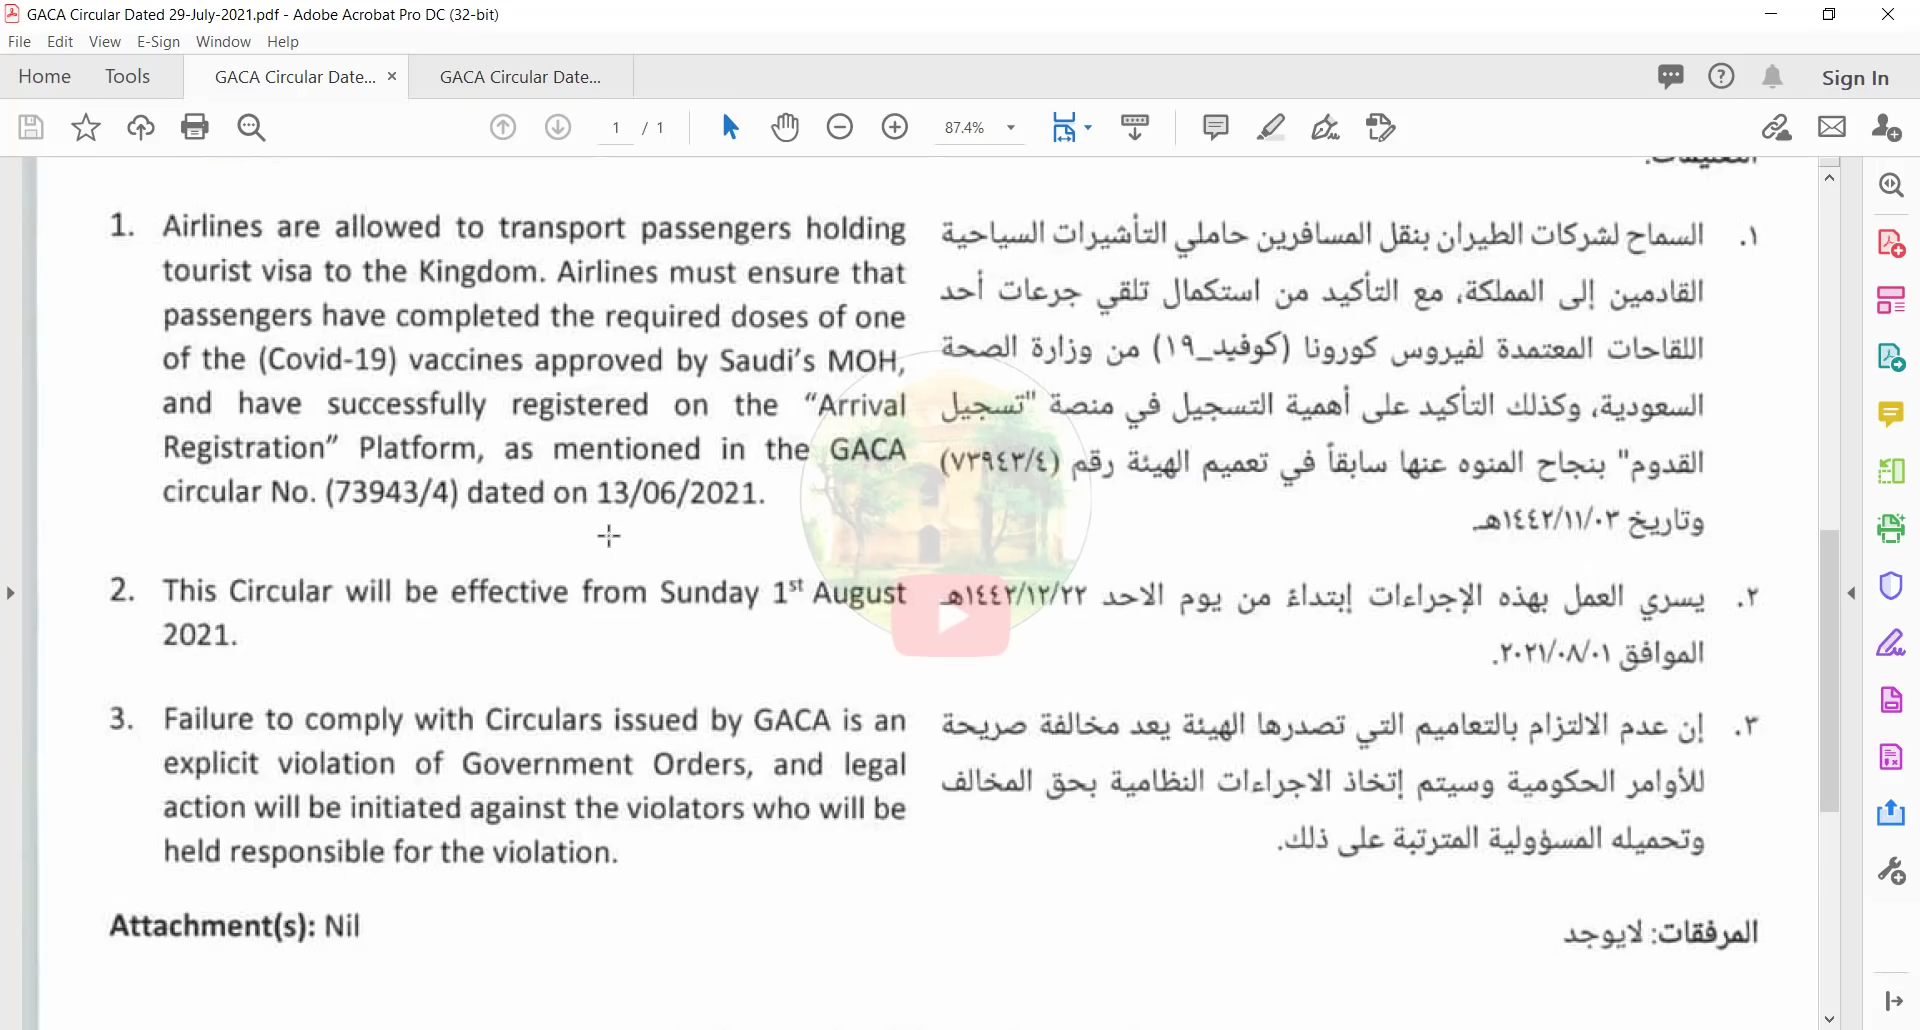 GACA Circular Dated 29-July-2021.pdf - Adobe Acrobat Pro DC (32-bit)
File Edit View E-Sign Window Help
Home Tools GACA Circular Date... × GACA Circular Date... Sign In
1 / 1 87.4%
1. Airlines are allowed to transport passengers holding
tourist visa to the Kingdom. Airlines must ensure that
passengers have completed the required doses of one
of the (Covid-19) vaccines approved by Saudi's MOH,
and have successfully registered on the “Arrival
Registration” Platform, as mentioned in the GACA
circular No. (73943/4) dated on 13/06/2021.
2. This Circular will be effective from Sunday 1st August
2021.
3. Failure to comply with Circulars issued by GACA is an
explicit violation of Government Orders, and legal
action will be initiated against the violators who will be
held responsible for the violation.
Attachment(s): Nil
١. السماح لشركات الطيران بنقل المسافرين حاملي التأشيرات السياحية
القادمين إلى المملكة، مع التأكيد من استكمال تلقي جرعات أحد
اللقاحات المعتمدة لفيروس كورونا (كوفيد_١٩) من وزارة الصحة
السعودية، وكذلك التأكيد على أهمية التسجيل في منصة "تسجيل
القدوم" بنجاح المنوه عنها سابقاً في تعميم الهيئة رقم (٧٣٩٤٣/٤)
وتاريخ ١٤٤٢/١١/٠٣هـ
٢. يسري العمل بهذه الإجراءات إبتداءً من يوم الاحد ١٤٤٢/١٢/٢٢هـ
الموافق ٢٠٢١/٠٨/٠١.
٣. إن عدم الالتزام بالتعاميم التي تصدرها الهيئة يعد مخالفة صريحة
للأوامر الحكومية وسيتم إتخاذ الاجراءات النظامية بحق المخالف
وتحميله المسؤولية المترتبة على ذلك.
المرفقات: لايوجد